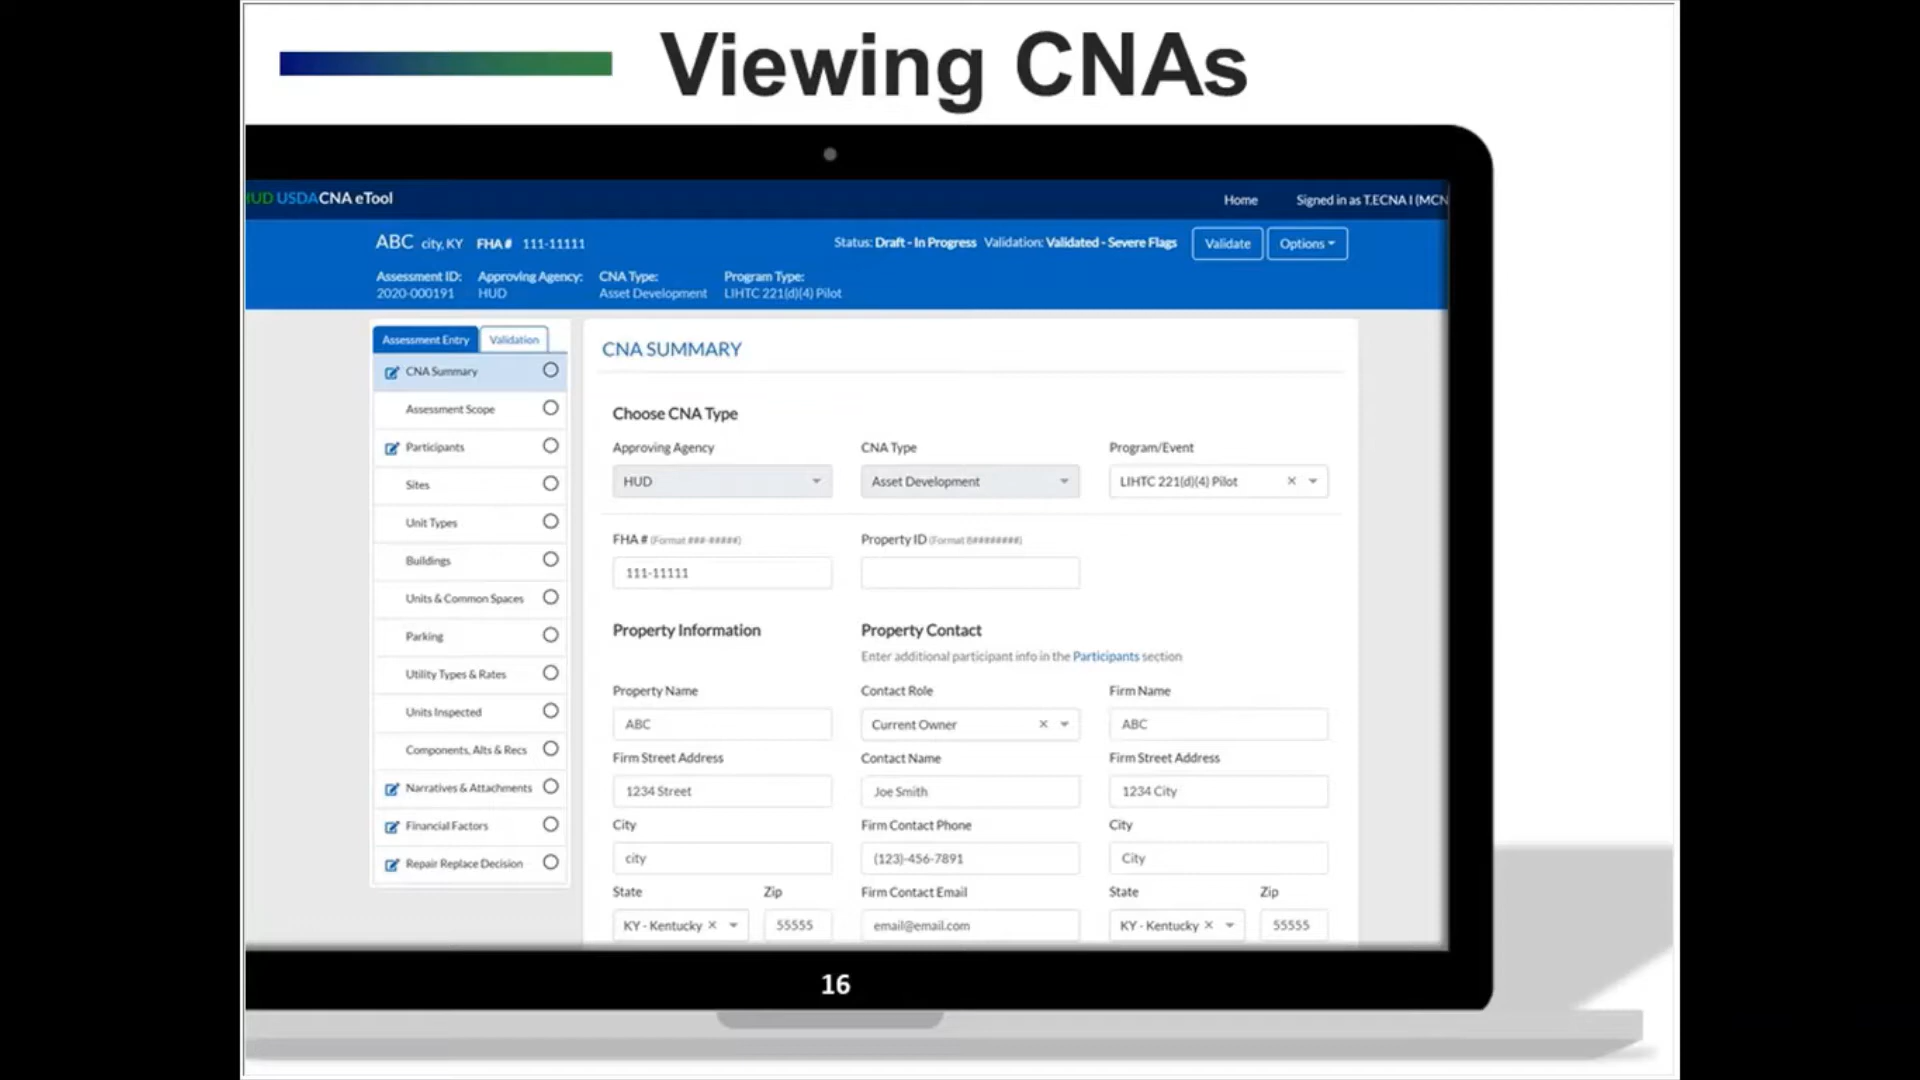 Viewing CNAs
HUD USDACNA eTool
Home Signed in as T.ECNA I (MCN
ABC city, KY FHA # 111-11111
Status: Draft - In Progress Validation: Validated - Severe Flags Validate Options
Assessment ID: Approving Agency: CNA Type: Program Type:
2020-000191 HUD Asset Development LIHTC 221(d)(4) Pilot
Assessment Entry Validation
CNA Summary
Assessment Scope
Participants
Sites
Unit Types
Buildings
Units & Common Spaces
Parking
Utility Types & Rates
Units Inspected
Components, Alts & Recs
Narratives & Attachments
Financial Factors
Repair Replace Decision
CNA SUMMARY
Choose CNA Type
Approving Agency CNA Type Program/Event
HUD Asset Development LIHTC 221(d)(4) Pilot ×
FHA # (Format ###-#####) Property ID (Format 8########)
111-11111
Property Information Property Contact
Enter additional participant info in the Participants section
Property Name Contact Role Firm Name
ABC Current Owner × ABC
Firm Street Address Contact Name Firm Street Address
1234 Street Joe Smith 1234 City
City Firm Contact Phone City
city (123)-456-7891 City
State Zip Firm Contact Email State Zip
KY - Kentucky × 55555 email@email.com KY - Kentucky × 55555
16